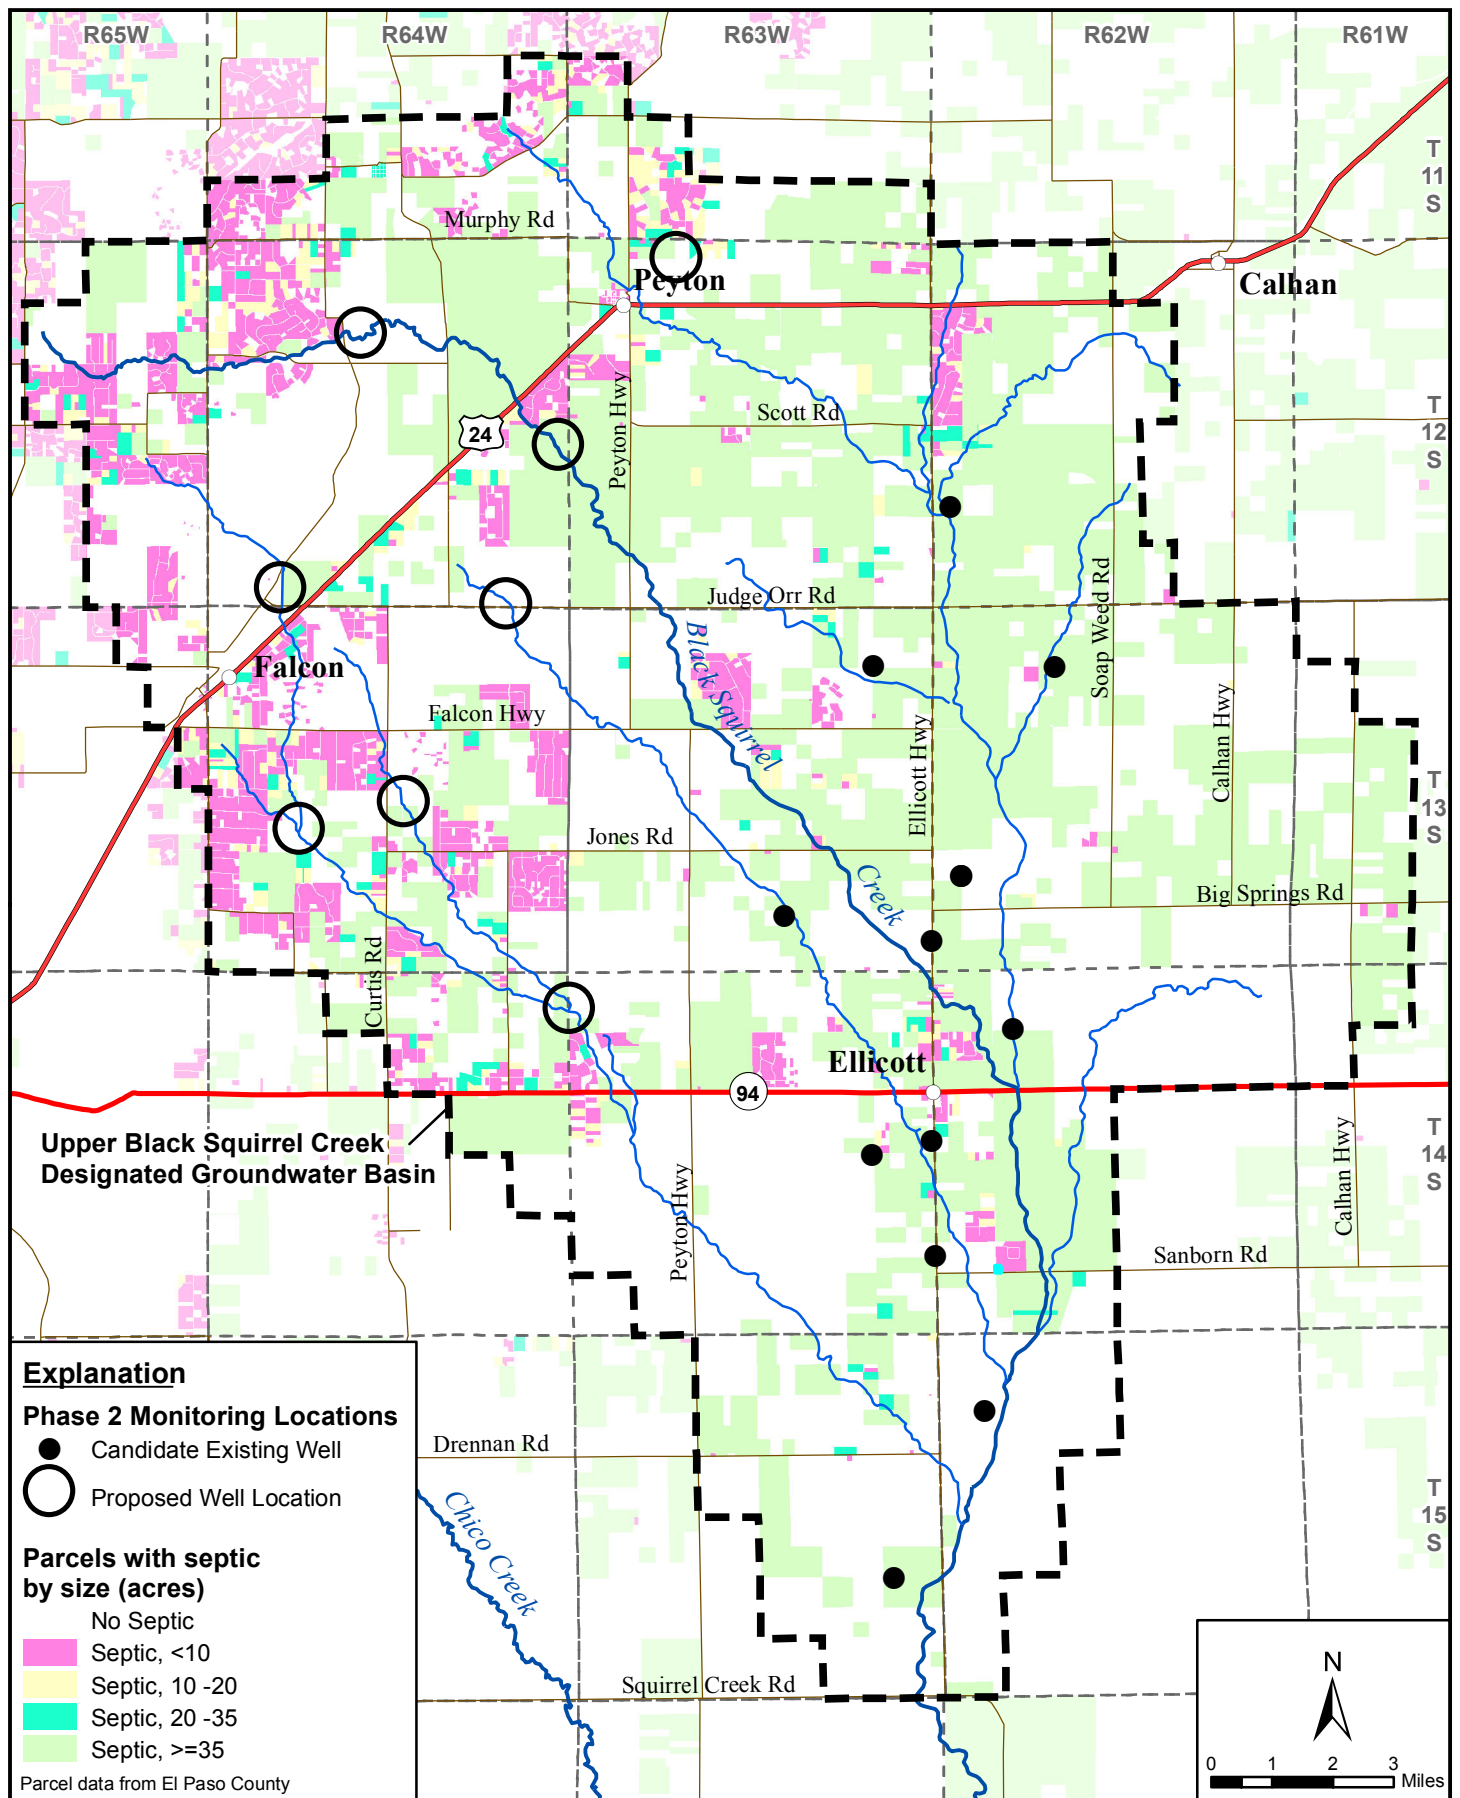 R65W
R64W
R63W
R62W
R61W
T
11
S
Murphy Rd
Peyton
Calhan
Peyton Hwy
Scott Rd
24
T
12
S
Judge Orr Rd
Soap Weed Rd
Black Squirrel
Creek
Falcon
Falcon Hwy
Ellicott Hwy
Calhan Hwy
T
13
S
Jones Rd
Big Springs Rd
Curtis Rd
Ellicott
94
Upper Black Squirrel Creek
Designated Groundwater Basin
Peyton Hwy
Calhan Hwy
T
14
S
Sanborn Rd
Drennan Rd
Chico Creek
T
15
S
Squirrel Creek Rd
Explanation
Phase 2 Monitoring Locations
Candidate Existing Well
Proposed Well Location
Parcels with septic
by size (acres)
No Septic
Septic, <10
Septic, 10 -20
Septic, 20 -35
Septic, >=35
Parcel data from El Paso County
N
0 1 2 3
Miles